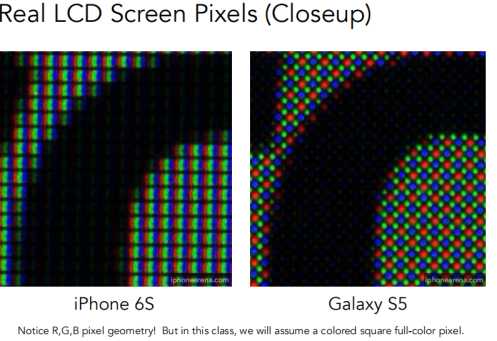 Real LCD Screen Pixels (Closeup)
iphonearena.com
iphonearena.com
iPhone 6S
Galaxy S5
Notice R,G,B pixel geometry!  But in this class, we will assume a colored square full-color pixel.